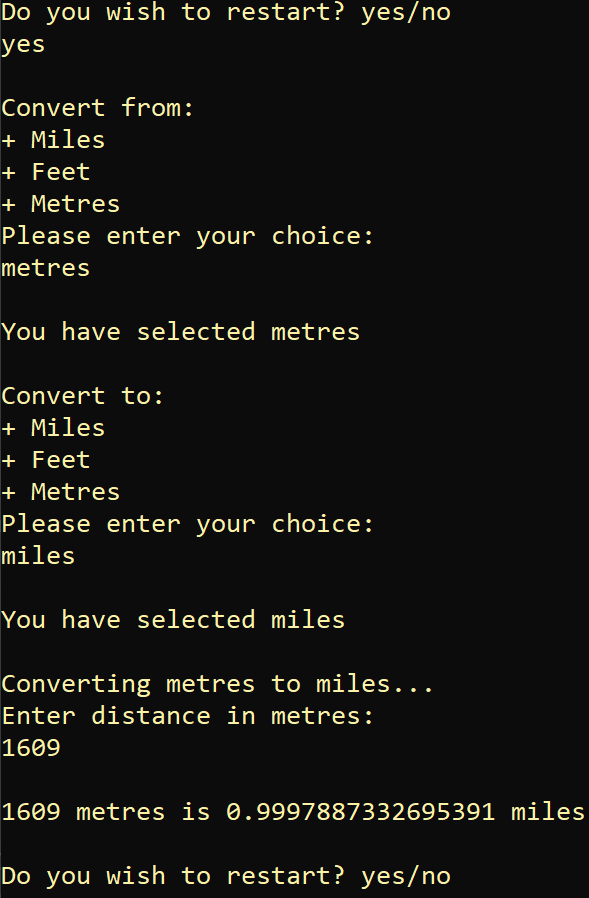 Do you wish to restart? yes/no
yes
Convert from:
+ Miles
+ Feet
+ Metres
Please enter your choice:
metres
You have selected metres
Convert to:
+ Miles
+ Feet
+ Metres
Please enter your choice:
miles
You have selected miles
Converting metres to miles...
Enter distance in metres:
1609
1609 metres is 0.9997887332695391 miles
Do you wish to restart? yes/no